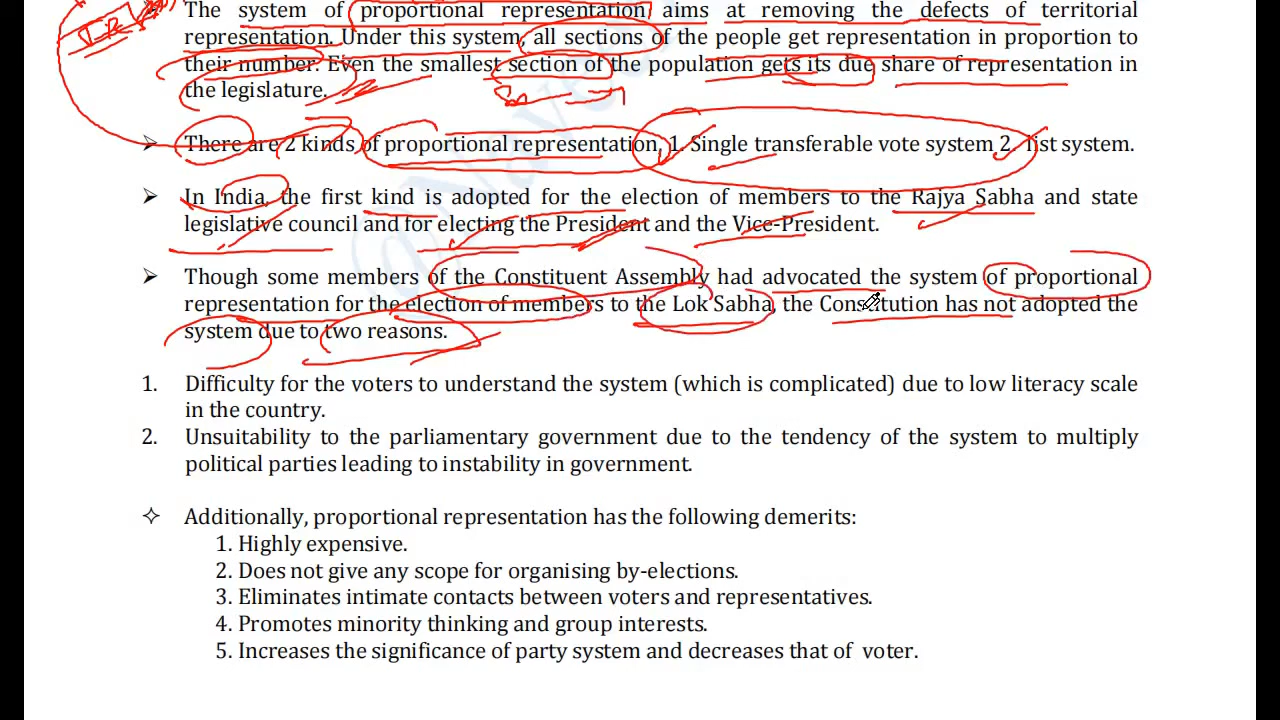 The system of proportional representation aims at removing the defects of territorial
representation. Under this system, all sections of the people get representation in proportion to
their number. Even the smallest section of the population gets its due share of representation in
the legislature.
➢ There are 2 kinds of proportional representation, 1. Single transferable vote system 2. list system.
➢ In India, the first kind is adopted for the election of members to the Rajya Sabha and state
legislative council and for electing the President and the Vice-President.
➢ Though some members of the Constituent Assembly had advocated the system of proportional
representation for the election of members to the Lok Sabha, the Constitution has not adopted the
system due to two reasons.
1. Difficulty for the voters to understand the system (which is complicated) due to low literacy scale
in the country.
2. Unsuitability to the parliamentary government due to the tendency of the system to multiply
political parties leading to instability in government.
✧ Additionally, proportional representation has the following demerits:
1. Highly expensive.
2. Does not give any scope for organising by-elections.
3. Eliminates intimate contacts between voters and representatives.
4. Promotes minority thinking and group interests.
5. Increases the significance of party system and decreases that of voter.